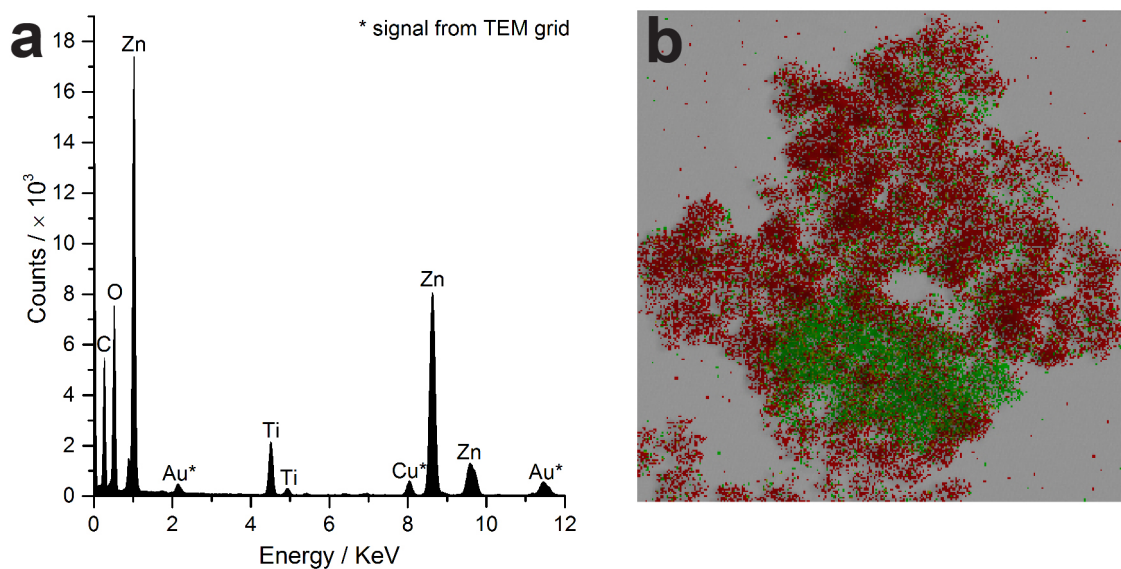 a
* signal from TEM grid
Counts / × 10³
18
16
14
12
10
8
6
4
2
0
Zn
O
C
Au*
Ti
Ti
Cu*
Zn
Zn
Au*
0 2 4 6 8 10 12
Energy / KeV
b